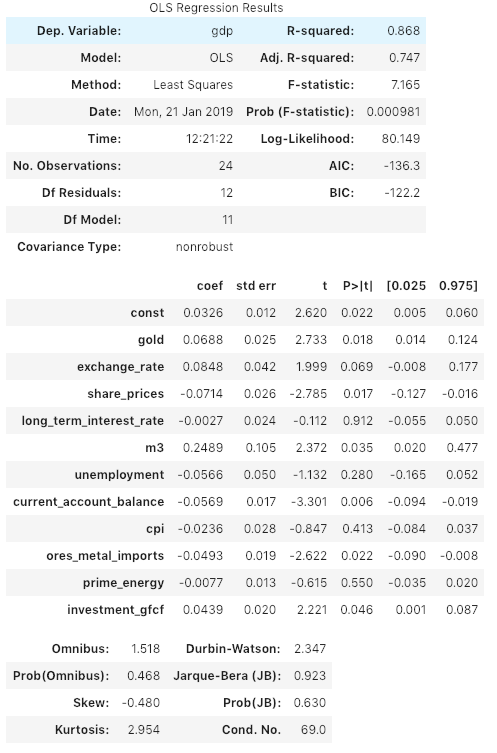 OLS Regression Results
Dep. Variable: gdp R-squared: 0.868
Model: OLS Adj. R-squared: 0.747
Method: Least Squares F-statistic: 7.165
Date: Mon, 21 Jan 2019 Prob (F-statistic): 0.000981
Time: 12:21:22 Log-Likelihood: 80.149
No. Observations: 24 AIC: -136.3
Df Residuals: 12 BIC: -122.2
Df Model: 11
Covariance Type: nonrobust
coef std err t P>|t| [0.025 0.975]
const 0.0326 0.012 2.620 0.022 0.005 0.060
gold 0.0688 0.025 2.733 0.018 0.014 0.124
exchange_rate 0.0848 0.042 1.999 0.069 -0.008 0.177
share_prices -0.0714 0.026 -2.785 0.017 -0.127 -0.016
long_term_interest_rate -0.0027 0.024 -0.112 0.912 -0.055 0.050
m3 0.2489 0.105 2.372 0.035 0.020 0.477
unemployment -0.0566 0.050 -1.132 0.280 -0.165 0.052
current_account_balance -0.0569 0.017 -3.301 0.006 -0.094 -0.019
cpi -0.0236 0.028 -0.847 0.413 -0.084 0.037
ores_metal_imports -0.0493 0.019 -2.622 0.022 -0.090 -0.008
prime_energy -0.0077 0.013 -0.615 0.550 -0.035 0.020
investment_gfcf 0.0439 0.020 2.221 0.046 0.001 0.087
Omnibus: 1.518 Durbin-Watson: 2.347
Prob(Omnibus): 0.468 Jarque-Bera (JB): 0.923
Skew: -0.480 Prob(JB): 0.630
Kurtosis: 2.954 Cond. No. 69.0